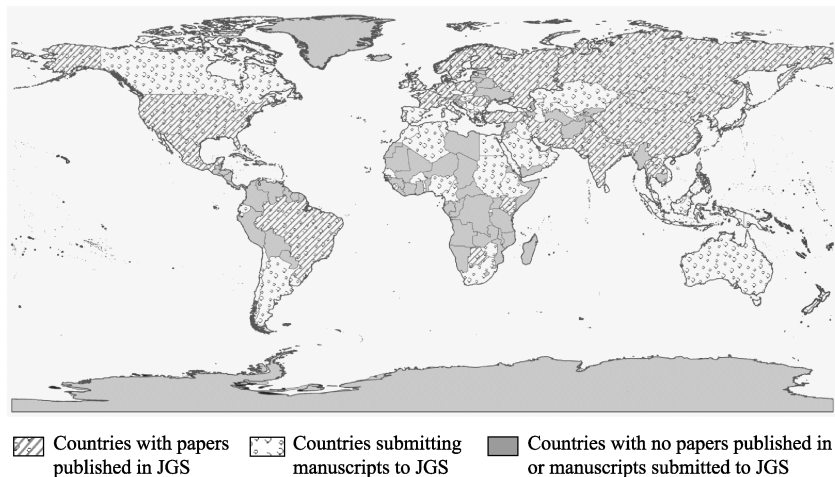 Countries with papers
published in JGS
Countries submitting
manuscripts to JGS
Countries with no papers published in
or manuscripts submitted to JGS